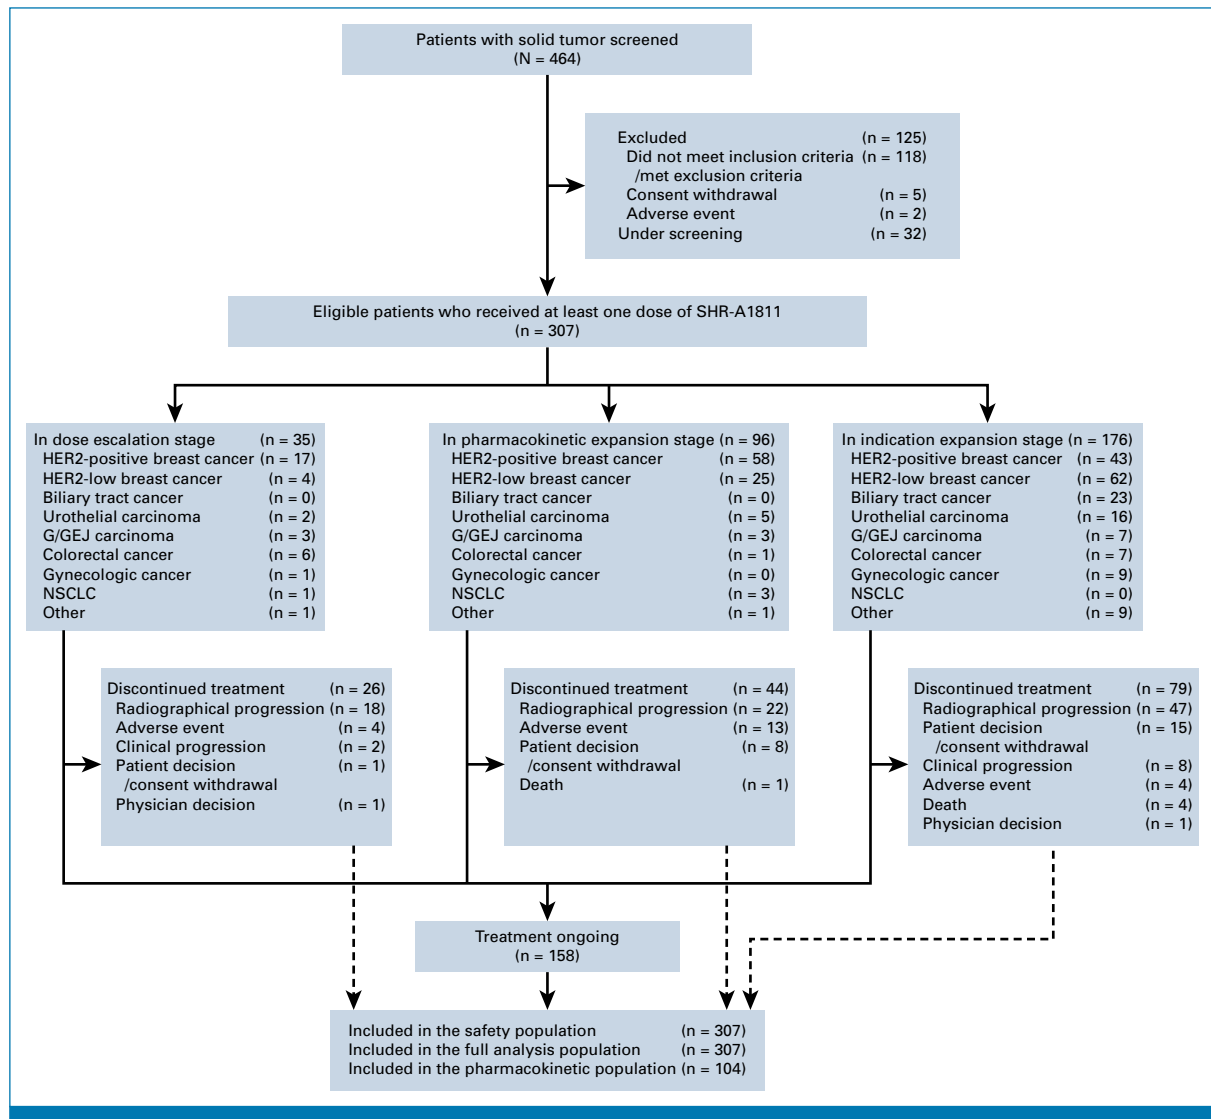 Patients with solid tumor screened
(N = 464)
Excluded (n = 125)
Did not meet inclusion criteria (n = 118)
/met exclusion criteria
Consent withdrawal (n = 5)
Adverse event (n = 2)
Under screening (n = 32)
Eligible patients who received at least one dose of SHR-A1811
(n = 307)
In dose escalation stage (n = 35)
HER2-positive breast cancer (n = 17)
HER2-low breast cancer (n = 4)
Biliary tract cancer (n = 0)
Urothelial carcinoma (n = 2)
G/GEJ carcinoma (n = 3)
Colorectal cancer (n = 6)
Gynecologic cancer (n = 1)
NSCLC (n = 1)
Other (n = 1)
In pharmacokinetic expansion stage (n = 96)
HER2-positive breast cancer (n = 58)
HER2-low breast cancer (n = 25)
Biliary tract cancer (n = 0)
Urothelial carcinoma (n = 5)
G/GEJ carcinoma (n = 3)
Colorectal cancer (n = 1)
Gynecologic cancer (n = 0)
NSCLC (n = 3)
Other (n = 1)
In indication expansion stage (n = 176)
HER2-positive breast cancer (n = 43)
HER2-low breast cancer (n = 62)
Biliary tract cancer (n = 23)
Urothelial carcinoma (n = 16)
G/GEJ carcinoma (n = 7)
Colorectal cancer (n = 7)
Gynecologic cancer (n = 9)
NSCLC (n = 0)
Other (n = 9)
Discontinued treatment (n = 26)
Radiographical progression (n = 18)
Adverse event (n = 4)
Clinical progression (n = 2)
Patient decision (n = 1)
/consent withdrawal
Physician decision (n = 1)
Discontinued treatment (n = 44)
Radiographical progression (n = 22)
Adverse event (n = 13)
Patient decision (n = 8)
/consent withdrawal
Death (n = 1)
Discontinued treatment (n = 79)
Radiographical progression (n = 47)
Patient decision (n = 15)
/consent withdrawal
Clinical progression (n = 8)
Adverse event (n = 4)
Death (n = 4)
Physician decision (n = 1)
Treatment ongoing
(n = 158)
Included in the safety population (n = 307)
Included in the full analysis population (n = 307)
Included in the pharmacokinetic population (n = 104)